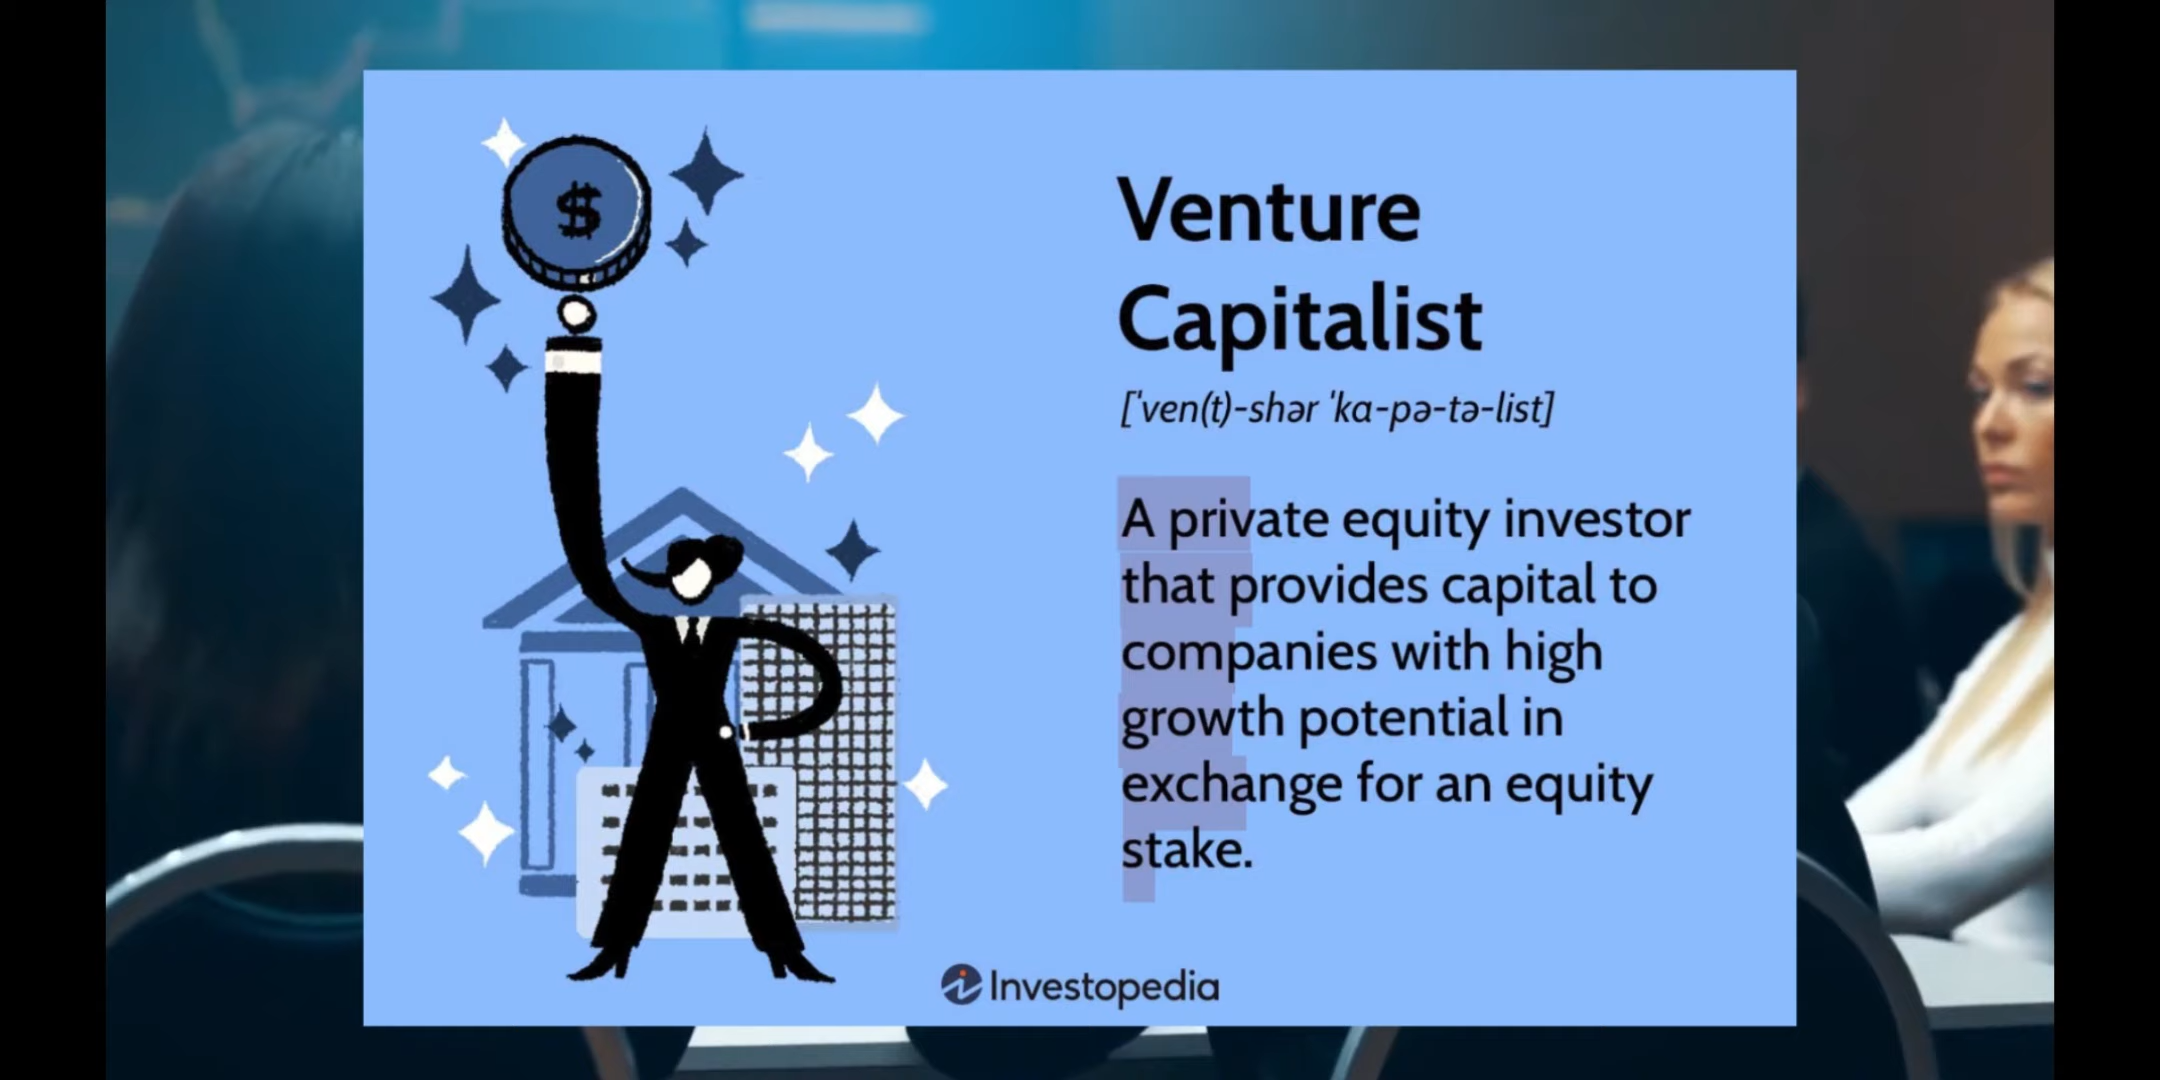 $
Venture
Capitalist
['ven(t)-shər 'ka-pə-tə-list]
A private equity investor
that provides capital to
companies with high
growth potential in
exchange for an equity
stake.
Investopedia